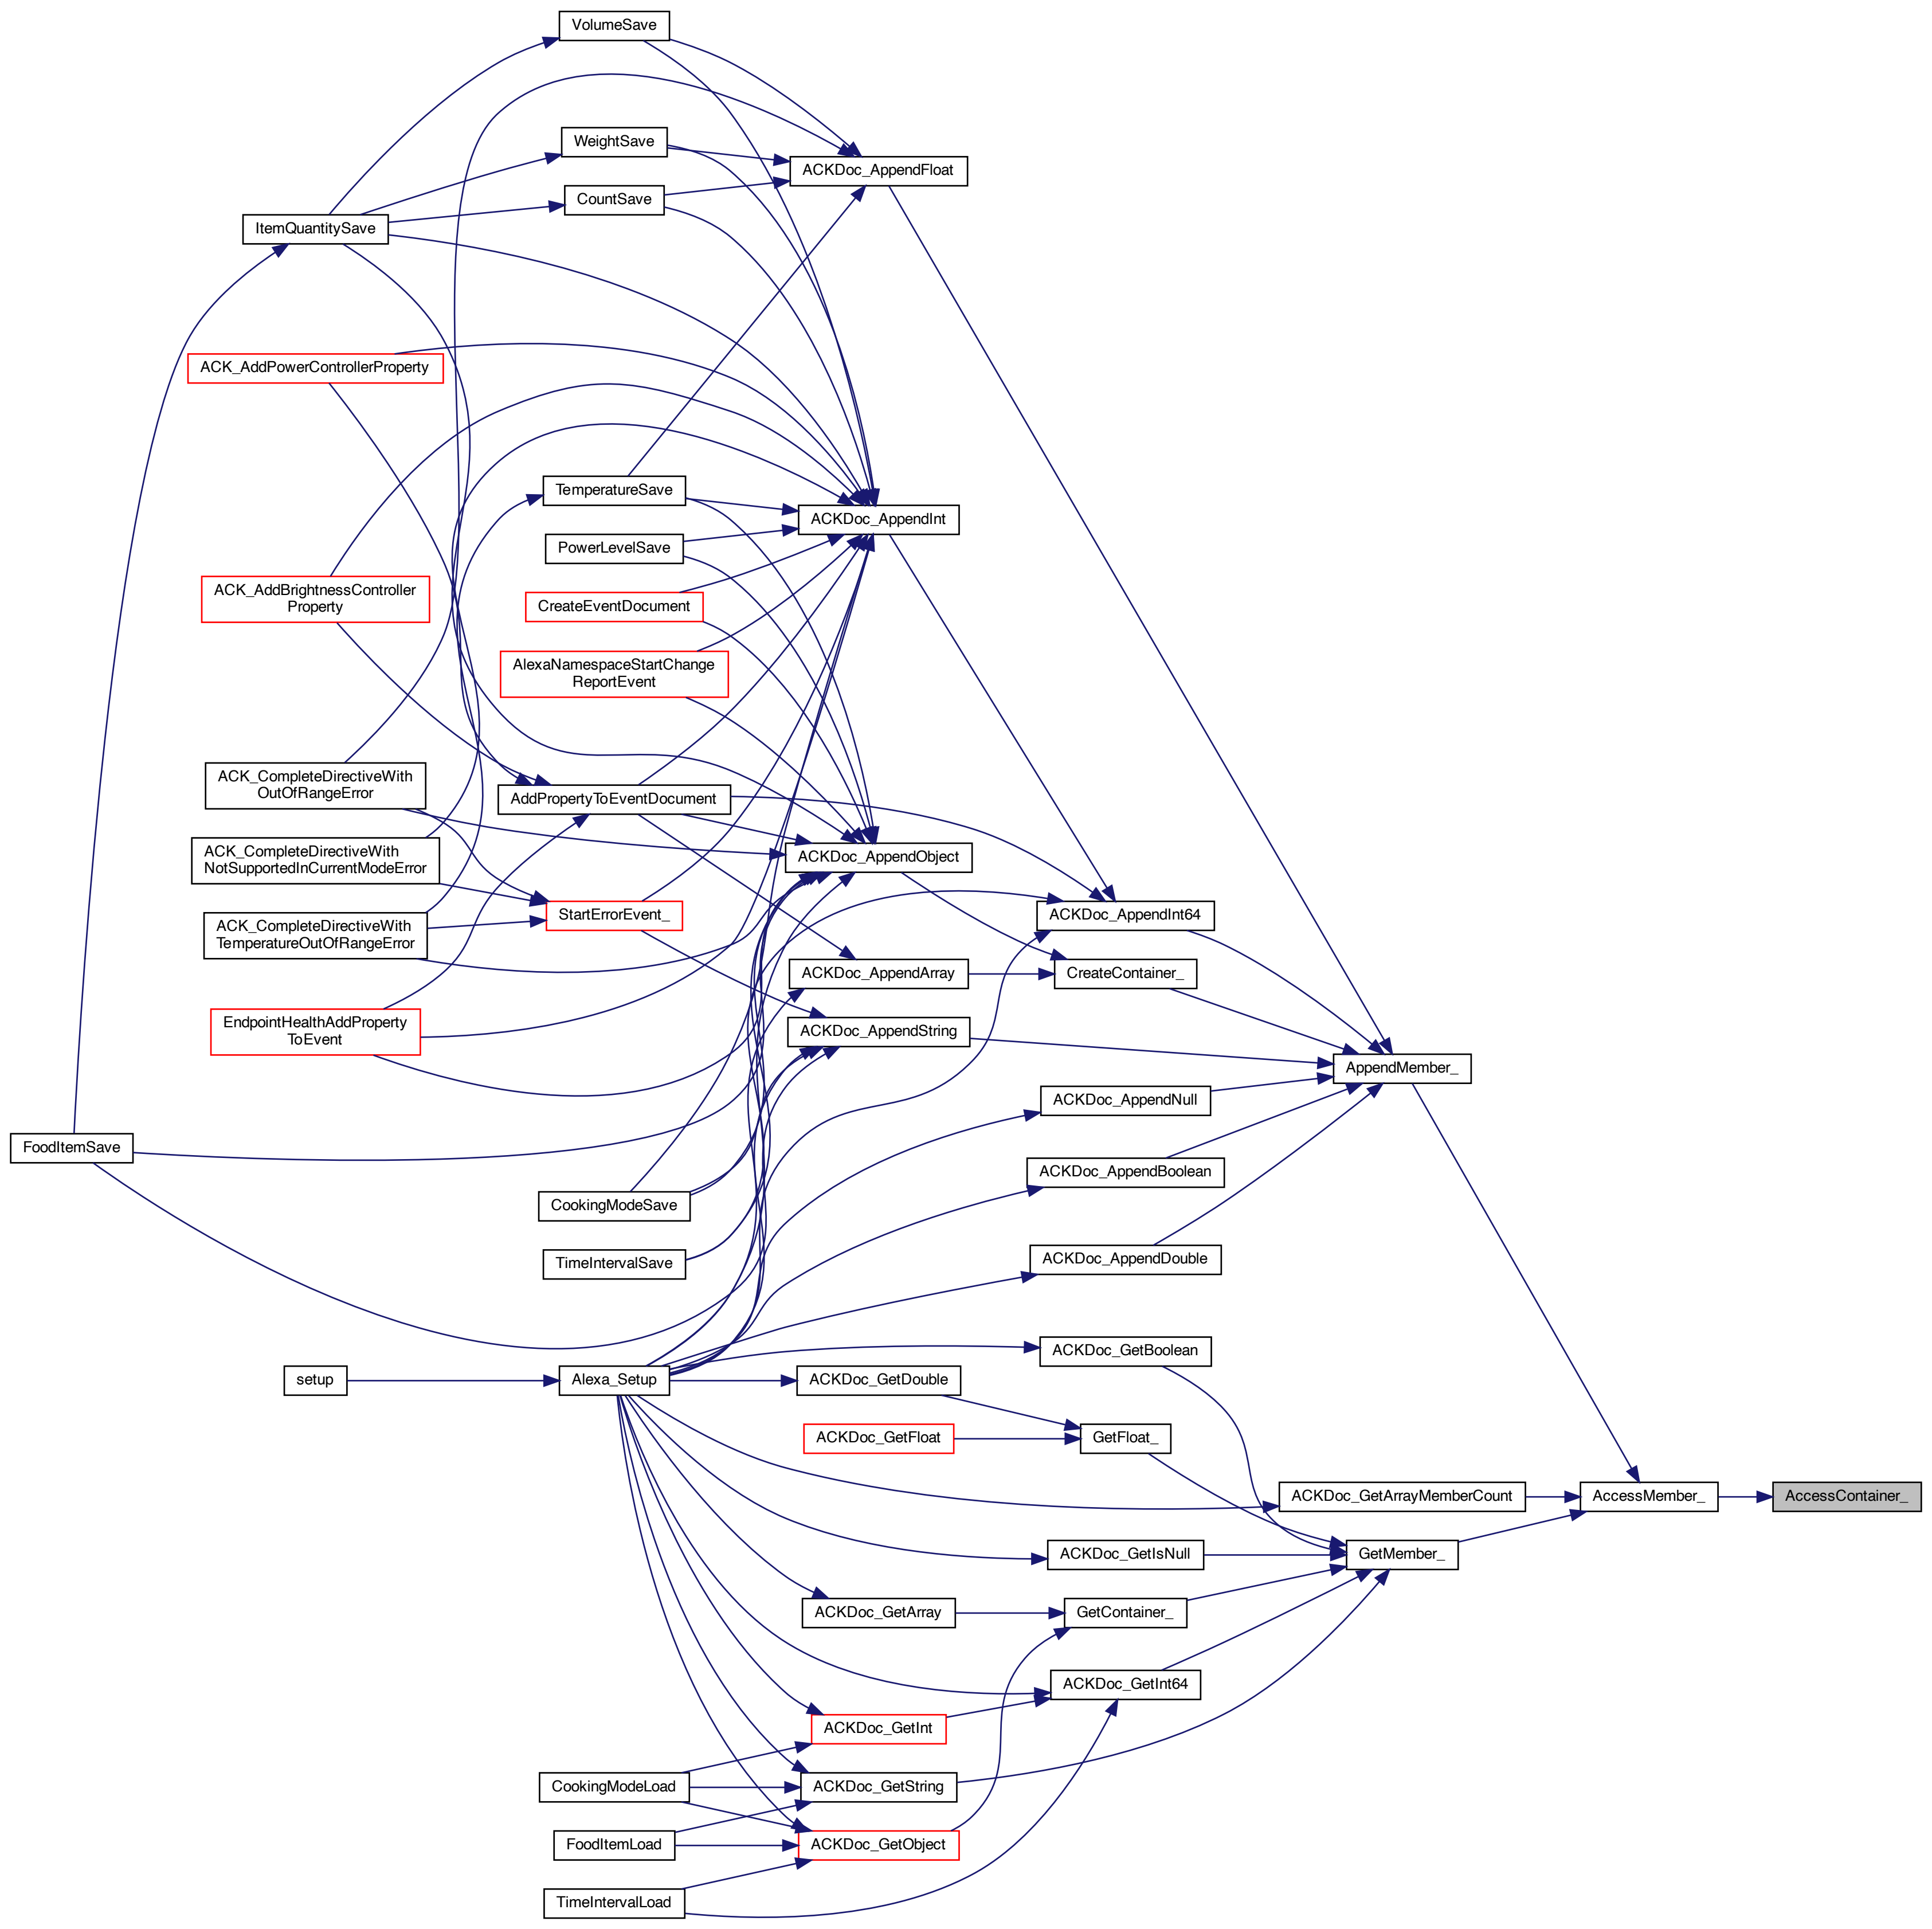 VolumeSave
WeightSave
ACKDoc_AppendFloat
CountSave
ItemQuantitySave
ACK_AddPowerControllerProperty
TemperatureSave
ACKDoc_AppendInt
PowerLevelSave
ACK_AddBrightnessController
Property
CreateEventDocument
AlexaNamespaceStartChange
ReportEvent
ACK_CompleteDirectiveWith
OutOfRangeError
AddPropertyToEventDocument
ACK_CompleteDirectiveWith
NotSupportedInCurrentModeError
ACKDoc_AppendObject
ACK_CompleteDirectiveWith
TemperatureOutOfRangeError
StartErrorEvent_
ACKDoc_AppendInt64
ACKDoc_AppendArray
CreateContainer_
EndpointHealthAddProperty
ToEvent
ACKDoc_AppendString
AppendMember_
ACKDoc_AppendNull
FoodItemSave
ACKDoc_AppendBoolean
CookingModeSave
TimeIntervalSave
ACKDoc_AppendDouble
ACKDoc_GetBoolean
setup
Alexa_Setup
ACKDoc_GetDouble
ACKDoc_GetFloat
GetFloat_
ACKDoc_GetArrayMemberCount
AccessMember_
AccessContainer_
ACKDoc_GetIsNull
GetMember_
ACKDoc_GetArray
GetContainer_
ACKDoc_GetInt64
ACKDoc_GetInt
CookingModeLoad
ACKDoc_GetString
FoodItemLoad
ACKDoc_GetObject
TimeIntervalLoad